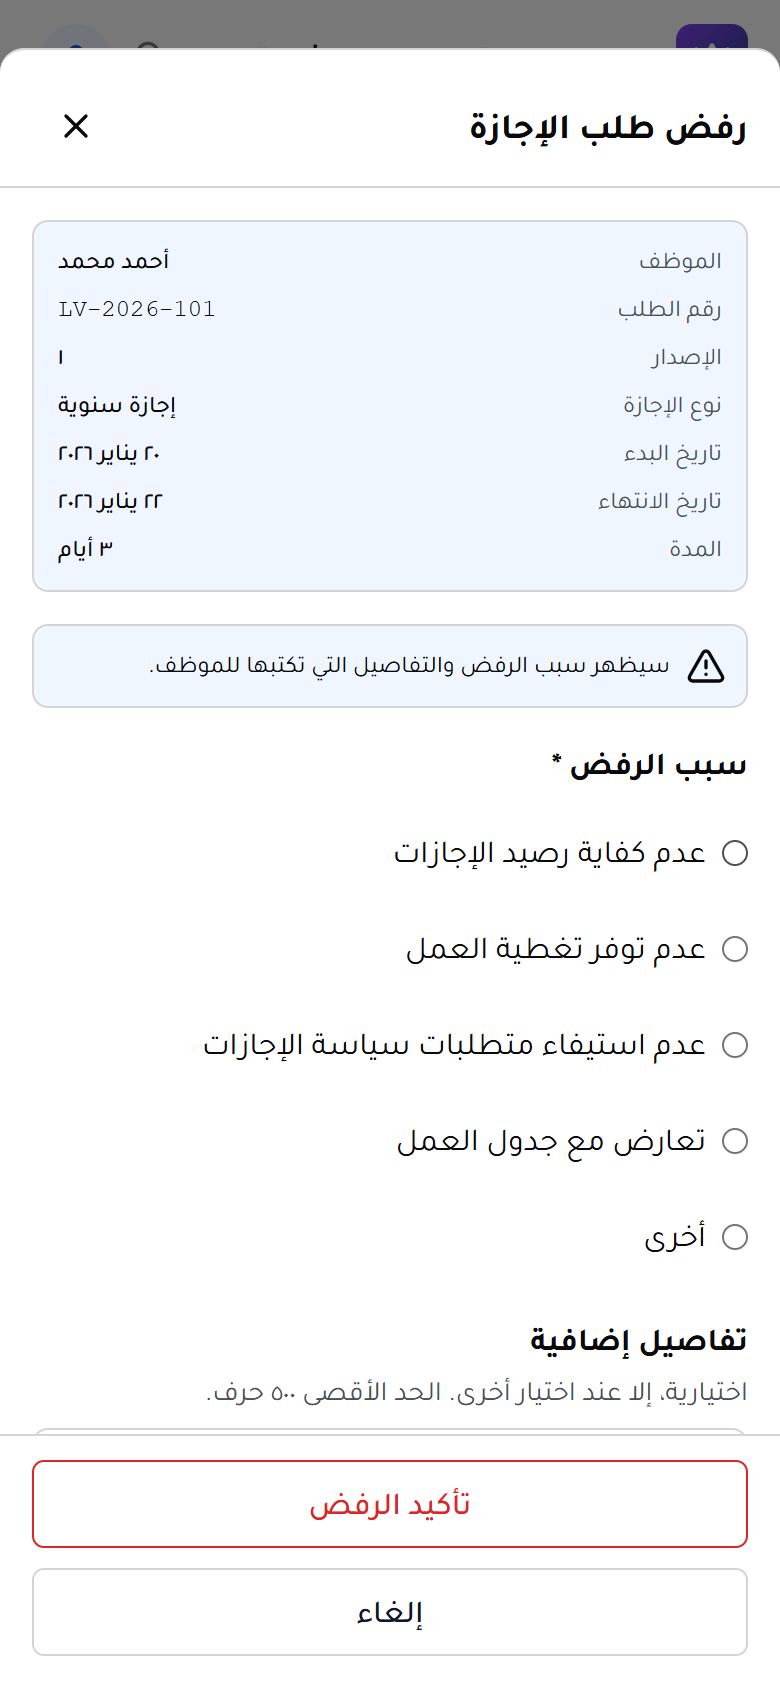 رفض طلب الإجازة
الموظف أحمد محمد
رقم الطلب LV-2026-101
الإصدار ١
نوع الإجازة إجازة سنوية
تاريخ البدء ٢٠ يناير ٢٠٢٦
تاريخ الانتهاء ٢٢ يناير ٢٠٢٦
المدة ٣ أيام
سيظهر سبب الرفض والتفاصيل التي تكتبها للموظف.
سبب الرفض *
عدم كفاية رصيد الإجازات
عدم توفر تغطية العمل
عدم استيفاء متطلبات سياسة الإجازات
تعارض مع جدول العمل
أخرى
تفاصيل إضافية
اختيارية، إلا عند اختيار أخرى. الحد الأقصى ٥٠٠ حرف.
تأكيد الرفض
إلغاء